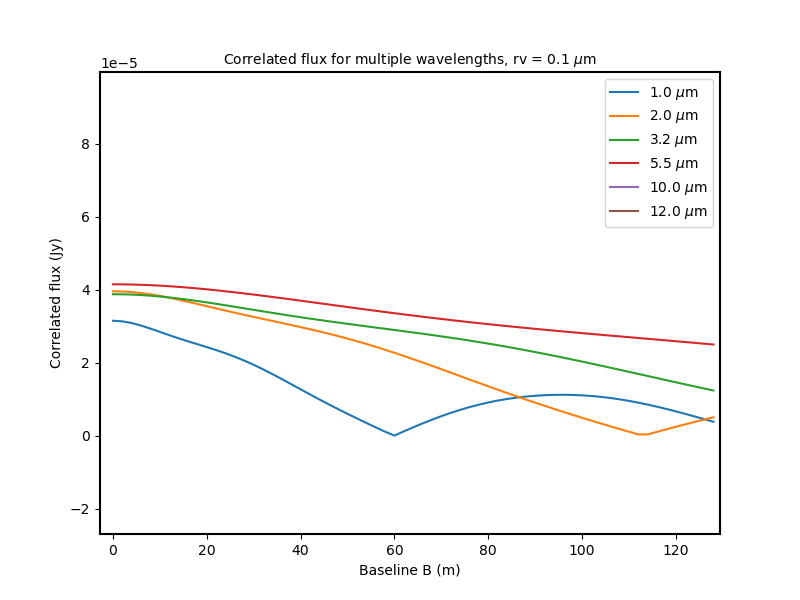 Correlated flux for multiple wavelengths, rv = 0.1 μm
1e−5
1.0 μm
2.0 μm
3.2 μm
5.5 μm
10.0 μm
12.0 μm
8
6
4
2
0
−2
Correlated flux (Jy)
0 20 40 60 80 100 120
Baseline B (m)